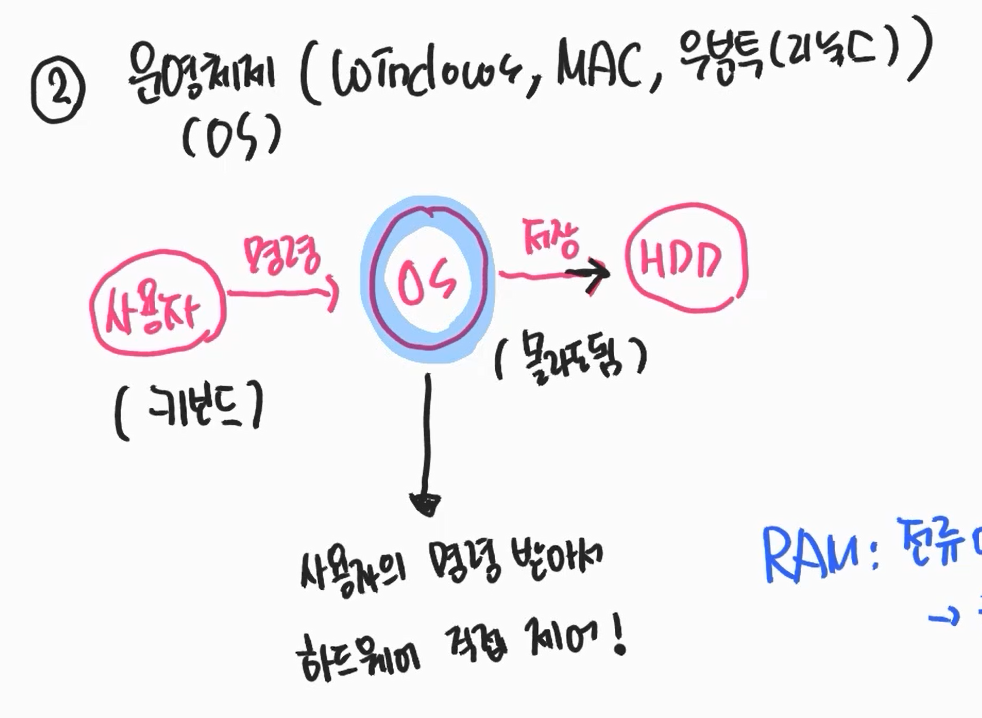 ② 운영체제 (Windows, MAC, 우분투(리눅스))
(OS)
명령
저장
사용자
OS
HDD
(키보드)
(몰라도됨)
사용자의 명령 받아서
하드웨어 직접 제어!
RAM: 전류
→